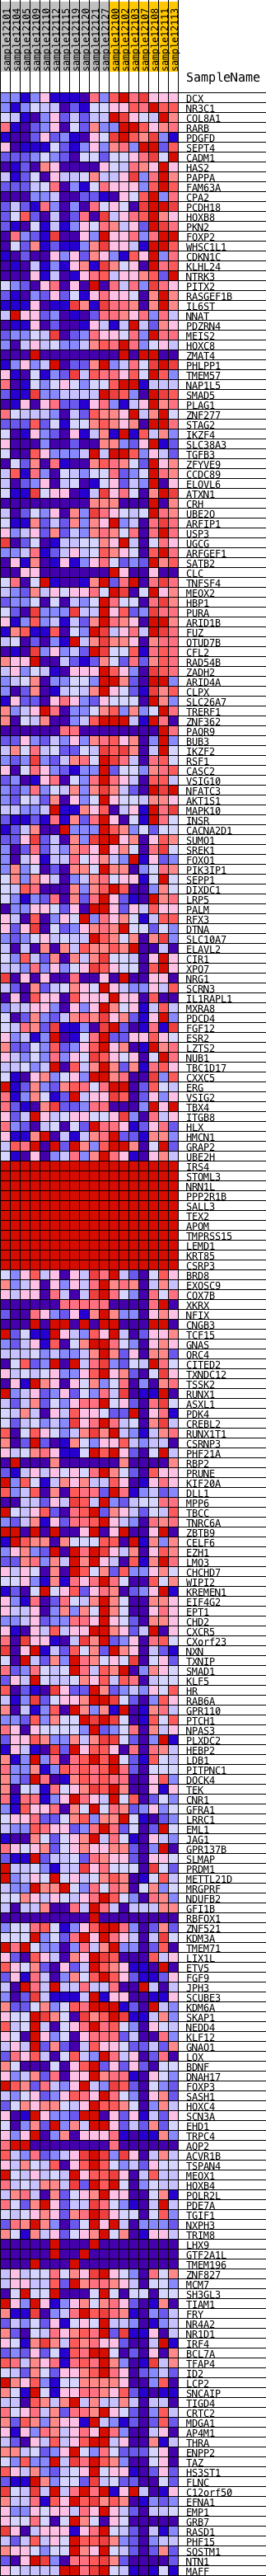 sample12101
sample12104
sample12105
sample12109
sample12110
sample12112
sample12115
sample12119
sample12121
sample12127
sample12100
sample12102
sample12103
sample12107
sample12108
sample12111
sample12113
SampleName
DCX
NR3C1
COL8A1
RARB
PDGFD
SEPT4
CADM1
HAS2
PAPPA
FAM63A
CPA2
PCDH18
HOXB8
PKN2
FOXP2
WHSC1L1
CDKN1C
KLHL24
NTRK3
PITX2
RASGEF1B
IL6ST
NNAT
PDZRN4
MEIS2
HOXC8
ZMAT4
PHLPP1
TMEM57
NAP1L5
SMAD5
PLAG1
ZNF277
STAG2
IKZF4
SLC38A3
TGFB3
ZFYVE9
CCDC89
ELOVL6
ATXN1
CRH
UBE2O
ARFIP1
USP3
UGCG
ARFGEF1
SATB2
CLC
TNFSF4
MEOX2
HBP1
PURA
ARID1B
FUZ
OTUD7B
CFL2
RAD54B
ZADH2
ARID4A
CLPX
SLC26A7
TRERF1
ZNF362
PAQR9
BUB3
IKZF2
RSF1
CASC2
VSIG10
NFATC3
AKT1S1
MAPK10
INSR
CACNA2D1
SUMO1
SREK1
FOXO1
PIK3IP1
SEPP1
DIXDC1
LRP5
PALM
RFX3
DTNA
SLC10A7
ELAVL2
CIR1
XPO7
NRG1
SCRN3
IL1RAPL1
MXRA8
PDCD4
FGF12
ESR2
LZTS2
NUB1
TBC1D17
CXXC5
ERG
VSIG2
TBX4
ITGB8
HLX
HMCN1
GRAP2
UBE2H
IRS4
STOML3
NRN1L
PPP2R1B
SALL3
TEX2
APOM
TMPRSS15
LEMD1
KRT85
CSRP3
BRD8
EXOSC9
COX7B
XKRX
NFIX
CNGB3
TCF15
GNAS
ORC4
CITED2
TXNDC12
TSSK2
RUNX1
ASXL1
PDK4
CREBL2
RUNX1T1
CSRNP3
PHF21A
RBP2
PRUNE
KIF20A
DLL1
MPP6
TBCC
TNRC6A
ZBTB9
CELF6
EZH1
LMO3
CHCHD7
WIPI2
KREMEN1
EIF4G2
EPT1
CHD2
CXCR5
CXorf23
NXN
TXNIP
SMAD1
KLF5
HR
RAB6A
GPR110
PTCH1
NPAS3
PLXDC2
HEBP2
LDB1
PITPNC1
DOCK4
TEK
CNR1
GFRA1
LRRC1
EML1
JAG1
GPR137B
SLMAP
PRDM1
METTL21D
MRGPRF
NDUFB2
GFI1B
RBFOX1
ZNF521
KDM3A
TMEM71
LIX1L
ETV5
FGF9
JPH3
SCUBE3
KDM6A
SKAP1
NEDD4
KLF12
GNAQ1
LOX
BDNF
DNAH17
FOXP3
SASH1
HOXC4
SCN3A
EHD1
TRPC4
AQP2
ACVR1B
TSPAN4
MEOX1
HOXB4
POLR2L
PDE7A
TGIF1
NXPH3
TRIM8
LHX9
GTF2A1L
TMEM196
ZNF827
MCM7
SH3GL3
TIAM1
FRY
NR4A2
NR1D1
IRF4
BCL7A
TFAP4
ID2
LCP2
SNCAIP
TIGD4
CRTC2
MDGA1
AP4M1
THRA
ENPP2
TAZ
HS3ST1
FLNC
C12orf50
EFNA1
EMP1
GRB7
RASD1
PHF15
SQSTM1
NTN1
MAFF